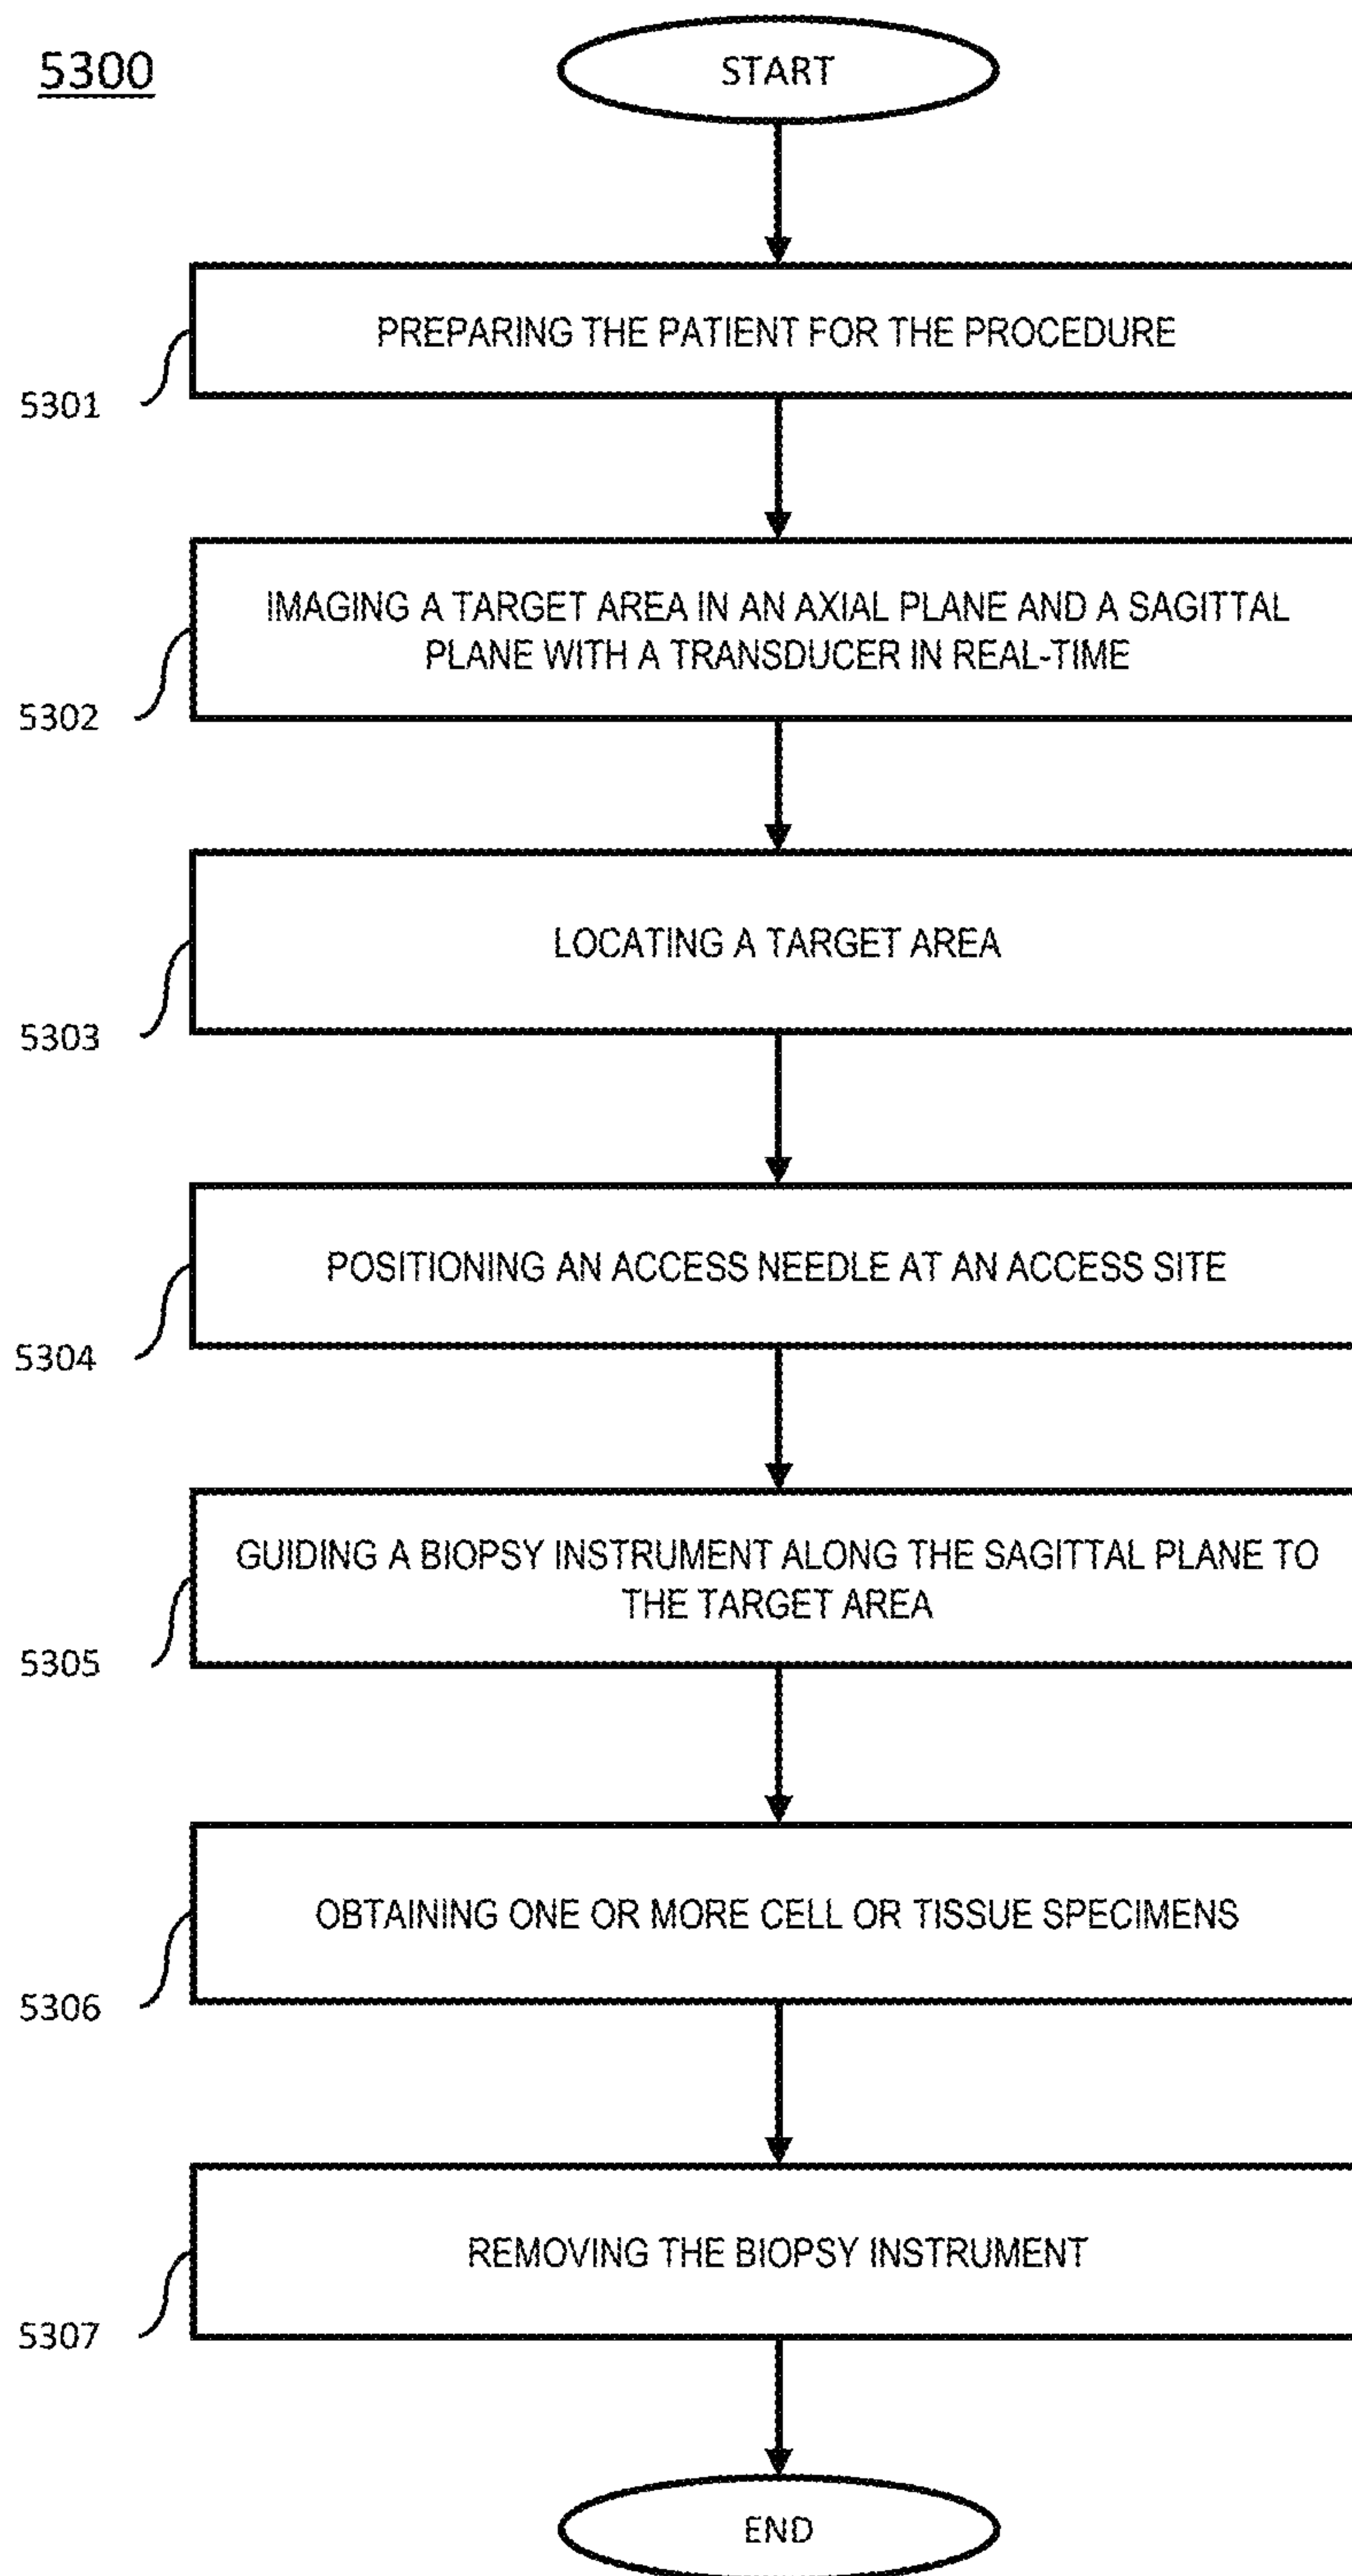 5300
START
PREPARING THE PATIENT FOR THE PROCEDURE
5301
IMAGING A TARGET AREA IN AN AXIAL PLANE AND A SAGITTAL
PLANE WITH A TRANSDUCER IN REAL-TIME
5302
LOCATING A TARGET AREA
5303
POSITIONING AN ACCESS NEEDLE AT AN ACCESS SITE
5304
GUIDING A BIOPSY INSTRUMENT ALONG THE SAGITTAL PLANE TO
THE TARGET AREA
5305
OBTAINING ONE OR MORE CELL OR TISSUE SPECIMENS
5306
REMOVING THE BIOPSY INSTRUMENT
5307
END